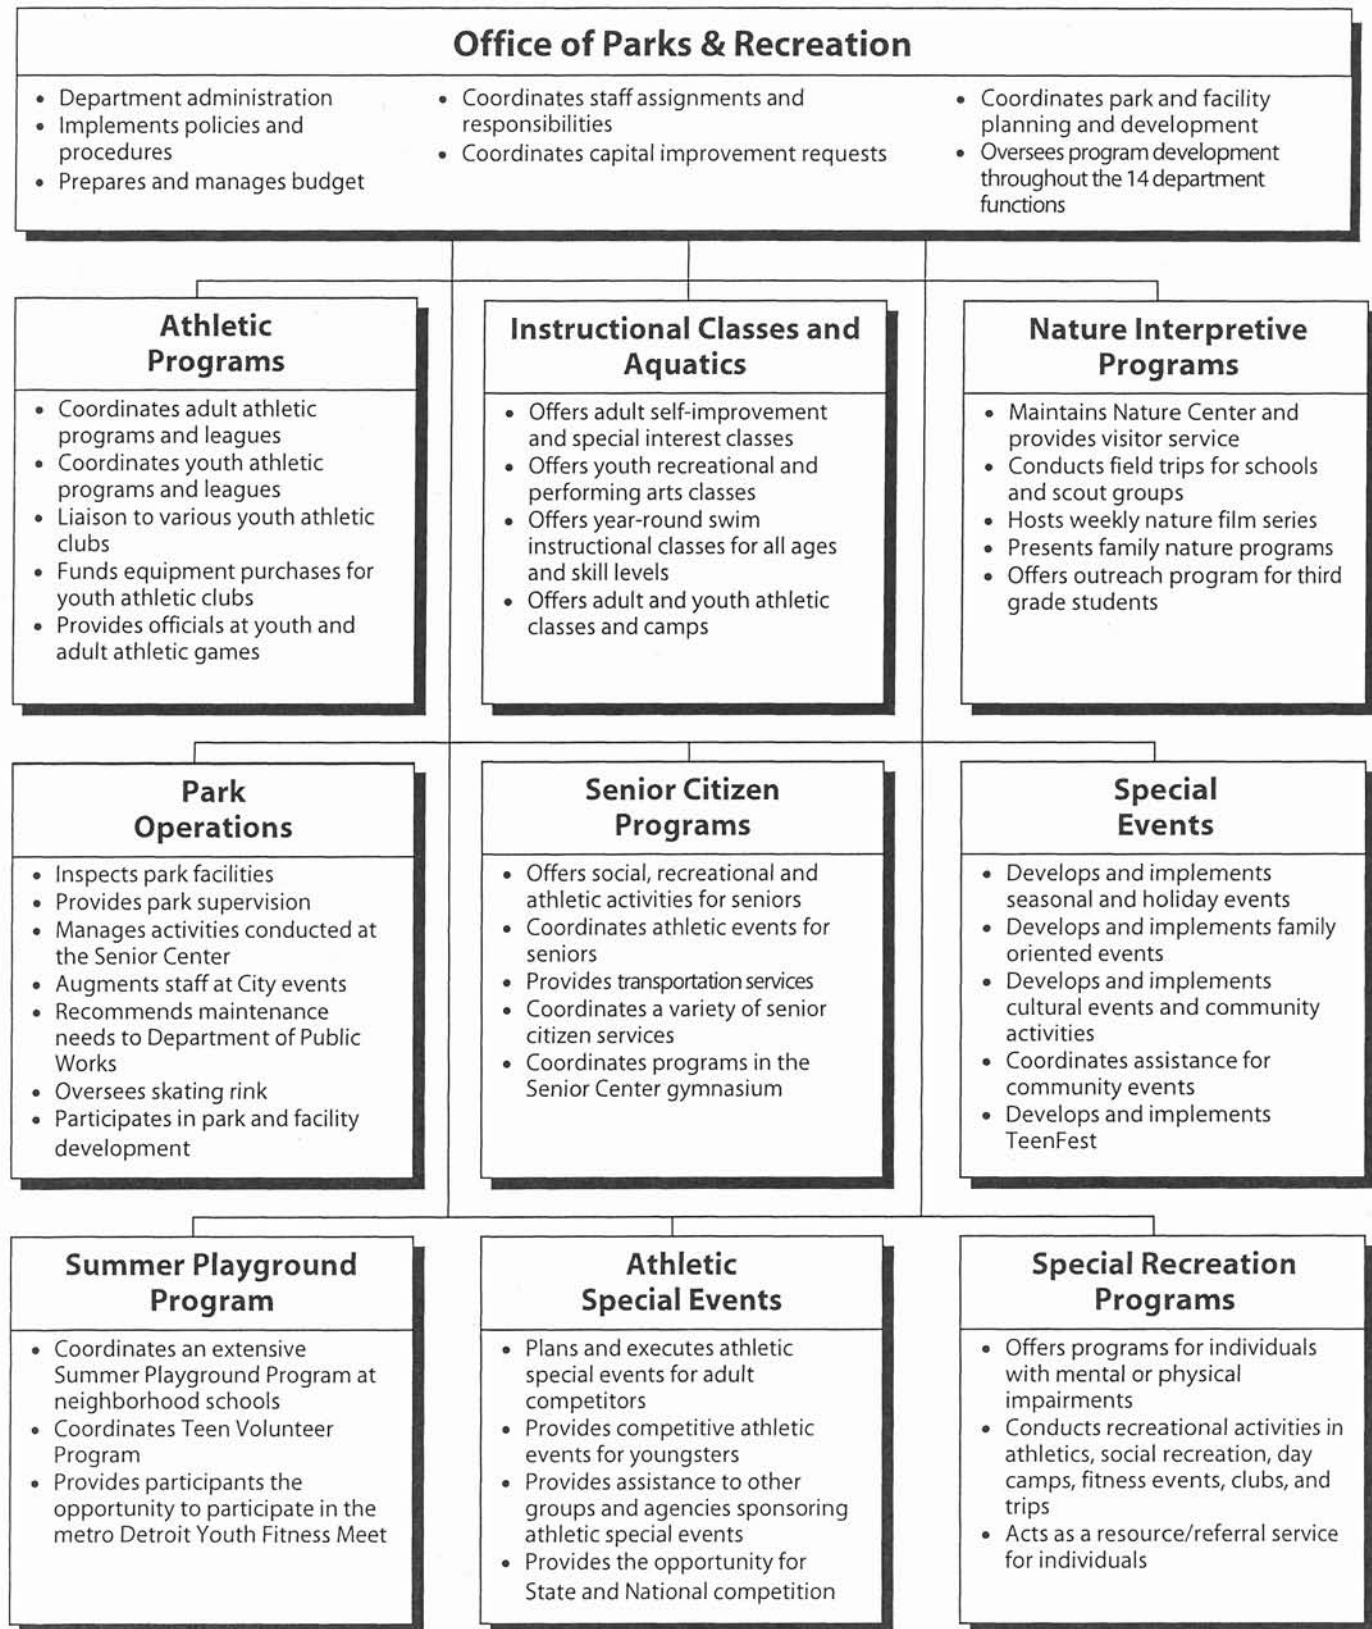 Office of Parks & Recreation
• Department administration
• Implements policies and
procedures
• Prepares and manages budget
• Coordinates staff assignments and
responsibilities
• Coordinates capital improvement requests
• Coordinates park and facility
planning and development
• Oversees program development
throughout the 14 department
functions
Athletic
Programs
• Coordinates adult athletic
programs and leagues
• Coordinates youth athletic
programs and leagues
• Liaison to various youth athletic
clubs
• Funds equipment purchases for
youth athletic clubs
• Provides officials at youth and
adult athletic games
Instructional Classes and
Aquatics
• Offers adult self-improvement
and special interest classes
• Offers youth recreational and
performing arts classes
• Offers year-round swim
instructional classes for all ages
and skill levels
• Offers adult and youth athletic
classes and camps
Nature Interpretive
Programs
• Maintains Nature Center and
provides visitor service
• Conducts field trips for schools
and scout groups
• Hosts weekly nature film series
• Presents family nature programs
• Offers outreach program for third
grade students
Park
Operations
• Inspects park facilities
• Provides park supervision
• Manages activities conducted at
the Senior Center
• Augments staff at City events
• Recommends maintenance
needs to Department of Public
Works
• Oversees skating rink
• Participates in park and facility
development
Senior Citizen
Programs
• Offers social, recreational and
athletic activities for seniors
• Coordinates athletic events for
seniors
• Provides transportation services
• Coordinates a variety of senior
citizen services
• Coordinates programs in the
Senior Center gymnasium
Special
Events
• Develops and implements
seasonal and holiday events
• Develops and implements family
oriented events
• Develops and implements
cultural events and community
activities
• Coordinates assistance for
community events
• Develops and implements
TeenFest
Summer Playground
Program
• Coordinates an extensive
Summer Playground Program at
neighborhood schools
• Coordinates Teen Volunteer
Program
• Provides participants the
opportunity to participate in the
metro Detroit Youth Fitness Meet
Athletic
Special Events
• Plans and executes athletic
special events for adult
competitors
• Provides competitive athletic
events for youngsters
• Provides assistance to other
groups and agencies sponsoring
athletic special events
• Provides the opportunity for
State and National competition
Special Recreation
Programs
• Offers programs for individuals
with mental or physical
impairments
• Conducts recreational activities in
athletics, social recreation, day
camps, fitness events, clubs, and
trips
• Acts as a resource/referral service
for individuals